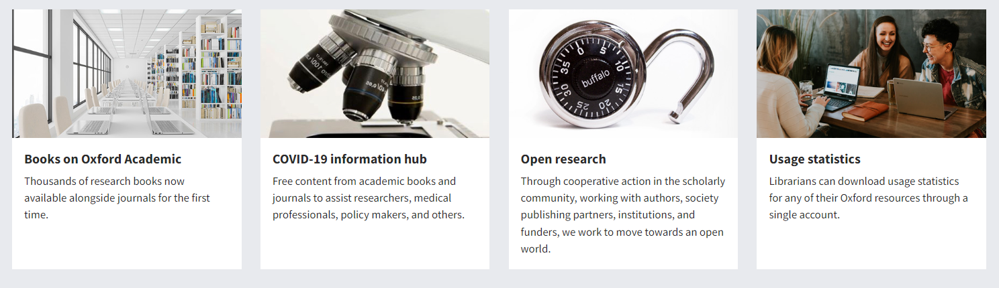 0
5
10
15
20
25
30
35
buffalo
Books on Oxford Academic
Thousands of research books now
available alongside journals for the first
time.
COVID-19 information hub
Free content from academic books and
journals to assist researchers, medical
professionals, policy makers, and others.
Open research
Through cooperative action in the scholarly
community, working with authors, society
publishing partners, institutions, and
funders, we work to move towards an open
world.
Usage statistics
Librarians can download usage statistics
for any of their Oxford resources through a
single account.